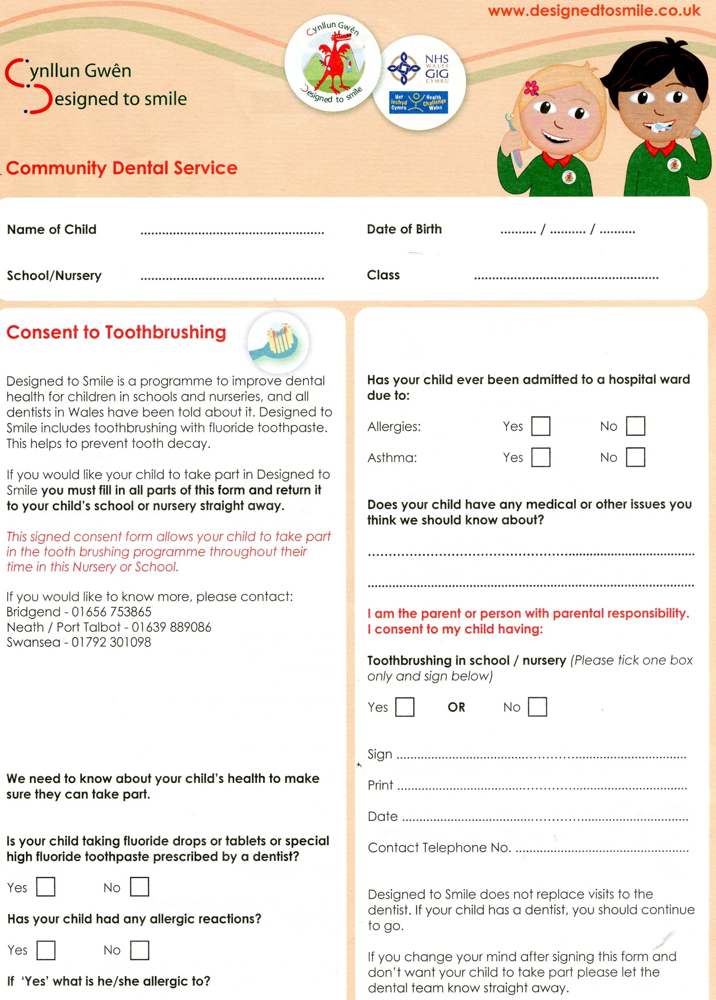 www.designedtosmile.co.uk
Cynllun Gwên
Designed to smile
Cynllun Gwên
Designed to smile
NHS
WALES
GIG
CYMRU
Her Iechyd Cymru
Health Challenge Wales
Community Dental Service
Name of Child ....................................................
Date of Birth .......... / .......... / ..........
School/Nursery ....................................................
Class ....................................................
Consent to Toothbrushing
Designed to Smile is a programme to improve dental
health for children in schools and nurseries, and all
dentists in Wales have been told about it. Designed to
Smile includes toothbrushing with fluoride toothpaste.
This helps to prevent tooth decay.
If you would like your child to take part in Designed to
Smile you must fill in all parts of this form and return it
to your child's school or nursery straight away.
This signed consent form allows your child to take part
in the tooth brushing programme throughout their
time in this Nursery or School.
If you would like to know more, please contact:
Bridgend - 01656 753865
Neath / Port Talbot - 01639 889086
Swansea - 01792 301098
We need to know about your child's health to make
sure they can take part.
Is your child taking fluoride drops or tablets or special
high fluoride toothpaste prescribed by a dentist?
Yes No
Has your child had any allergic reactions?
Yes No
If 'Yes' what is he/she allergic to?
Has your child ever been admitted to a hospital ward
due to:
Allergies: Yes No
Asthma: Yes No
Does your child have any medical or other issues you
think we should know about?
I am the parent or person with parental responsibility.
I consent to my child having:
Toothbrushing in school / nursery (Please tick one box
only and sign below)
Yes OR No
Sign ....................................................
Print ....................................................
Date ....................................................
Contact Telephone No. ....................................................
Designed to Smile does not replace visits to the
dentist. If your child has a dentist, you should continue
to go.
If you change your mind after signing this form and
don't want your child to take part please let the
dental team know straight away.